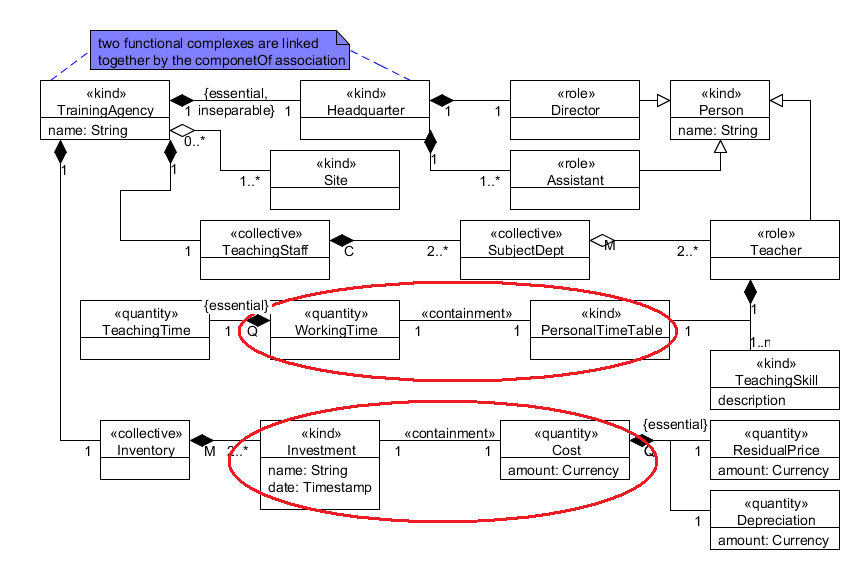 two functional complexes are linked
together by the componetOf association
«kind»
TrainingAgency
name: String
1
{essential,
inseparable}
1
«kind»
Headquarter
1
1
«role»
Director
«kind»
Person
name: String
0..*
1..*
«kind»
Site
1
1..*
«role»
Assistant
1
1
1
«collective»
TeachingStaff
C
2..*
«collective»
SubjectDept
M
2..*
«role»
Teacher
«quantity»
TeachingTime
{essential}
1
Q
«quantity»
WorkingTime
1
«containment»
1
«kind»
PersonalTimeTable
1
1
1..n
«kind»
TeachingSkill
description
1
«collective»
Inventory
M
2..*
«kind»
Investment
name: String
date: Timestamp
1
«containment»
1
«quantity»
Cost
amount: Currency
{essential}
Q
1
«quantity»
ResidualPrice
amount: Currency
1
«quantity»
Depreciation
amount: Currency